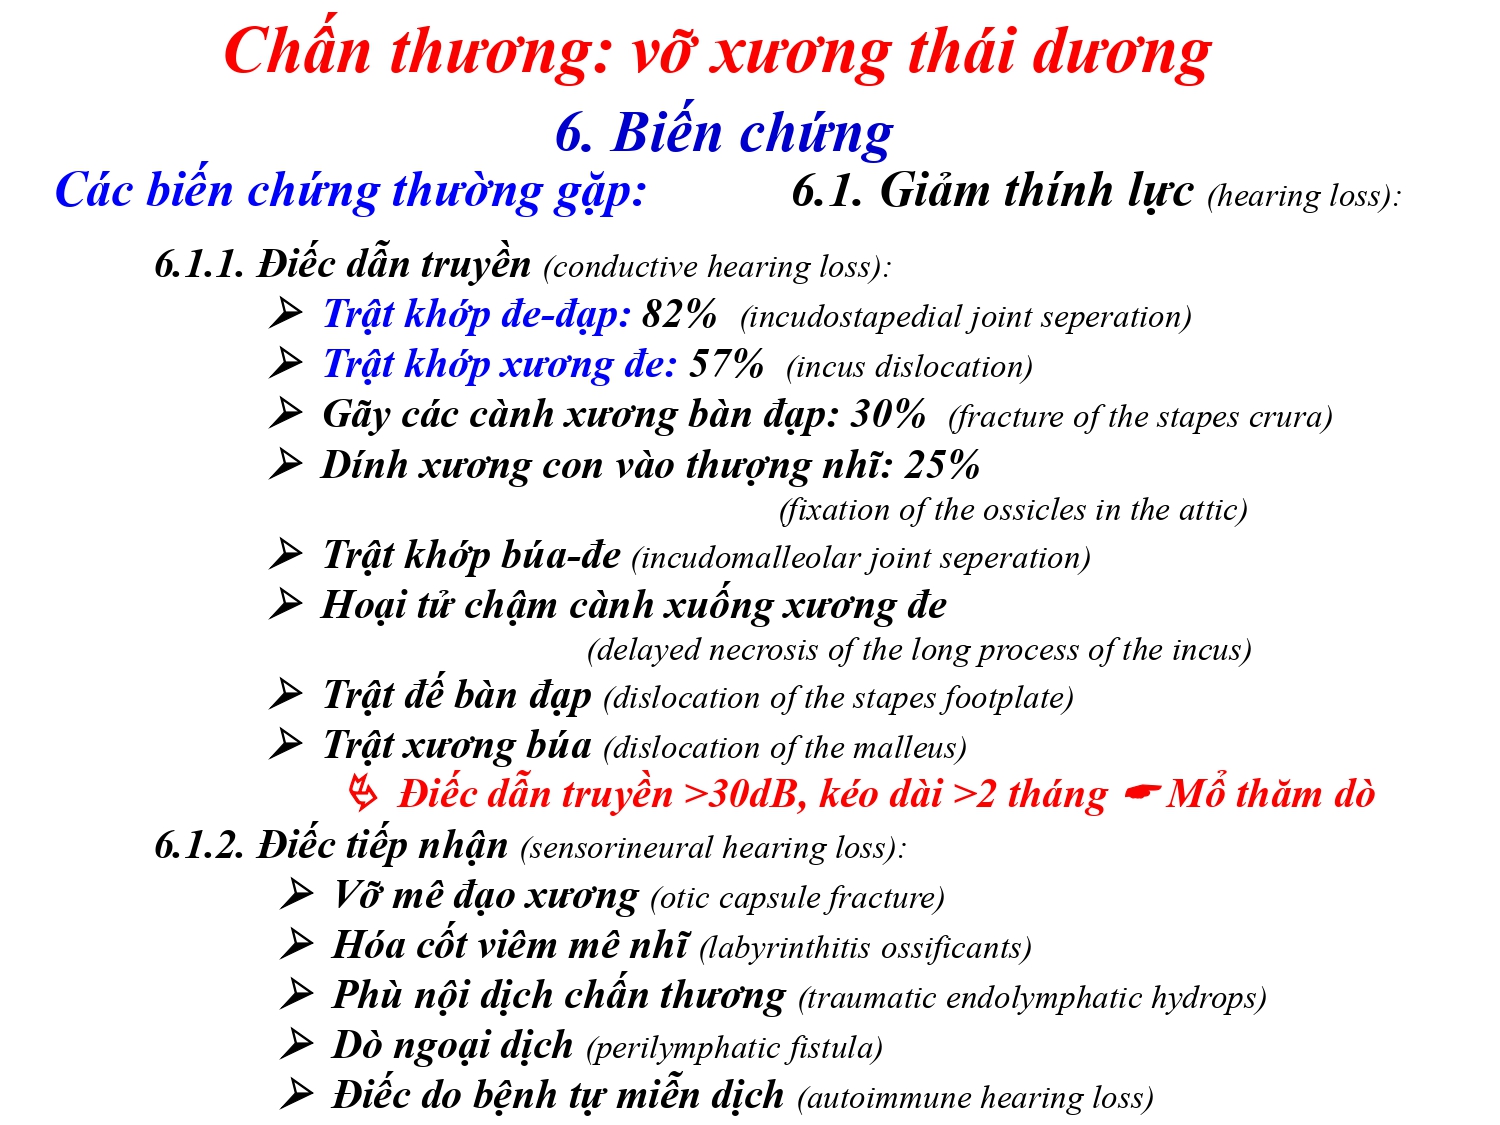 Chấn thương: vỡ xương thái dương
6. Biến chứng
Các biến chứng thường gặp: 6.1. Giảm thính lực (hearing loss):
6.1.1. Điếc dẫn truyền (conductive hearing loss):
➢ Trật khớp đe-đạp: 82% (incudostapedial joint seperation)
➢ Trật khớp xương đe: 57% (incus dislocation)
➢ Gãy các cành xương bàn đạp: 30% (fracture of the stapes crura)
➢ Dính xương con vào thượng nhĩ: 25%
(fixation of the ossicles in the attic)
➢ Trật khớp búa-đe (incudomalleolar joint seperation)
➢ Hoại tử chậm cành xuống xương đe
(delayed necrosis of the long process of the incus)
➢ Trật đế bàn đạp (dislocation of the stapes footplate)
➢ Trật xương búa (dislocation of the malleus)
Điếc dẫn truyền >30dB, kéo dài >2 tháng ☛ Mổ thăm dò
6.1.2. Điếc tiếp nhận (sensorineural hearing loss):
➢ Vỡ mê đạo xương (otic capsule fracture)
➢ Hóa cốt viêm mê nhĩ (labyrinthitis ossificants)
➢ Phù nội dịch chấn thương (traumatic endolymphatic hydrops)
➢ Dò ngoại dịch (perilymphatic fistula)
➢ Điếc do bệnh tự miễn dịch (autoimmune hearing loss)